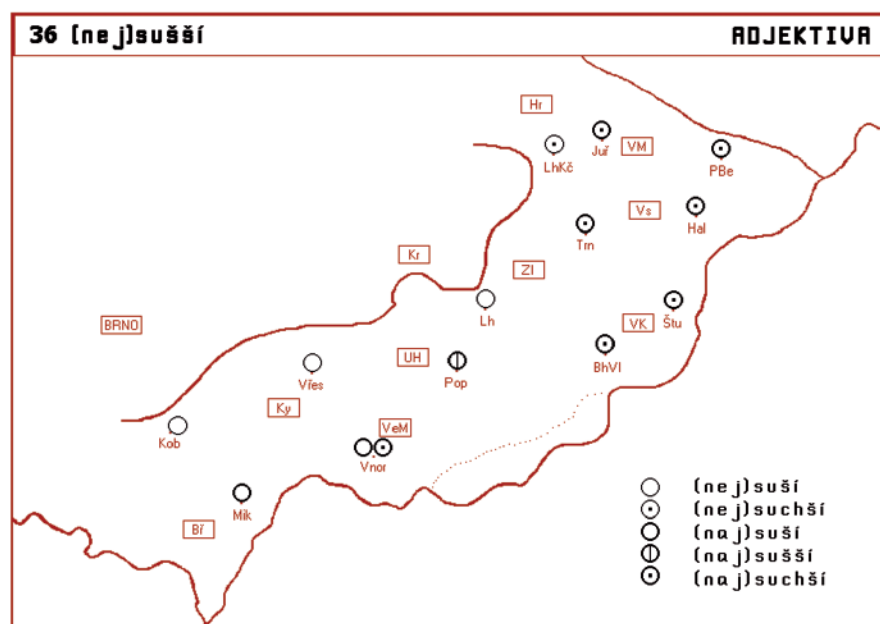 36 (nej)sušší ADJEKTIVA
Hr
LhKč
Juř
VM
PBe
Vs
Hal
Trn
Kr
Zl
Lh
BRNO
VK
Štu
UH
BhVl
Vřes
Pop
Ky
Kob
VeM
Vnor
Mik
Bř
(nej)suší
(nej)suchší
(naj)suší
(naj)sušší
(naj)suchší